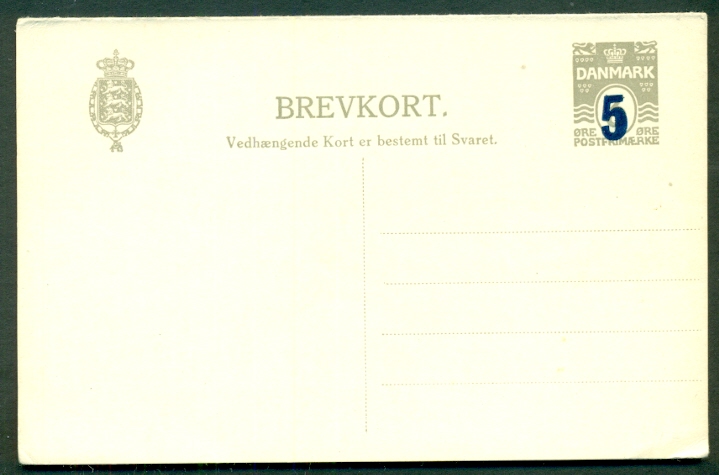 BREVKORT.
Vedhængende Kort er bestemt til Svaret.
DANMARK
5
ØRE ØRE
POSTFRIMÆRKE